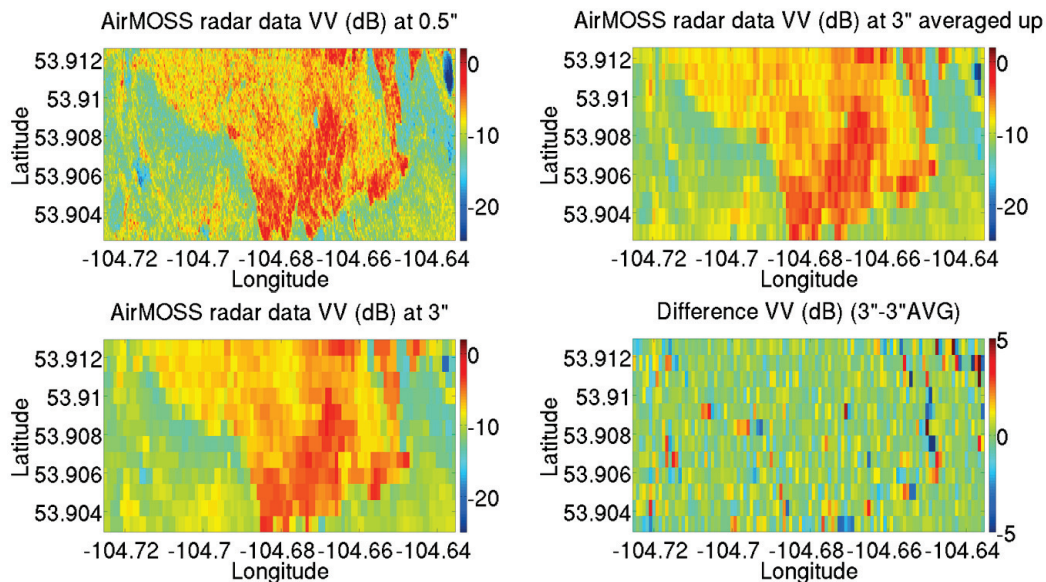 AirMOSS radar data VV (dB) at 0.5"
53.912
53.91
53.908
53.906
53.904
Latitude
-104.72 -104.7 -104.68 -104.66 -104.64
Longitude
0
-10
-20
AirMOSS radar data VV (dB) at 3" averaged up
53.912
53.91
53.908
53.906
53.904
Latitude
-104.72 -104.7 -104.68 -104.66 -104.64
Longitude
0
-10
-20
AirMOSS radar data VV (dB) at 3"
53.912
53.91
53.908
53.906
53.904
Latitude
-104.72 -104.7 -104.68 -104.66 -104.64
Longitude
0
-10
-20
Difference VV (dB) (3"-3"AVG)
53.912
53.91
53.908
53.906
53.904
Latitude
-104.72 -104.7 -104.68 -104.66 -104.64
Longitude
5
0
-5